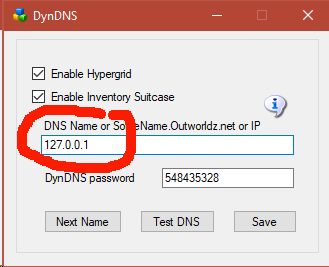 DynDNS
Enable Hypergrid
Enable Inventory Suitcase
DNS Name or SomeName.Outworldz.net or IP
127.0.0.1
DynDNS password
548435328
Next Name
Test DNS
Save